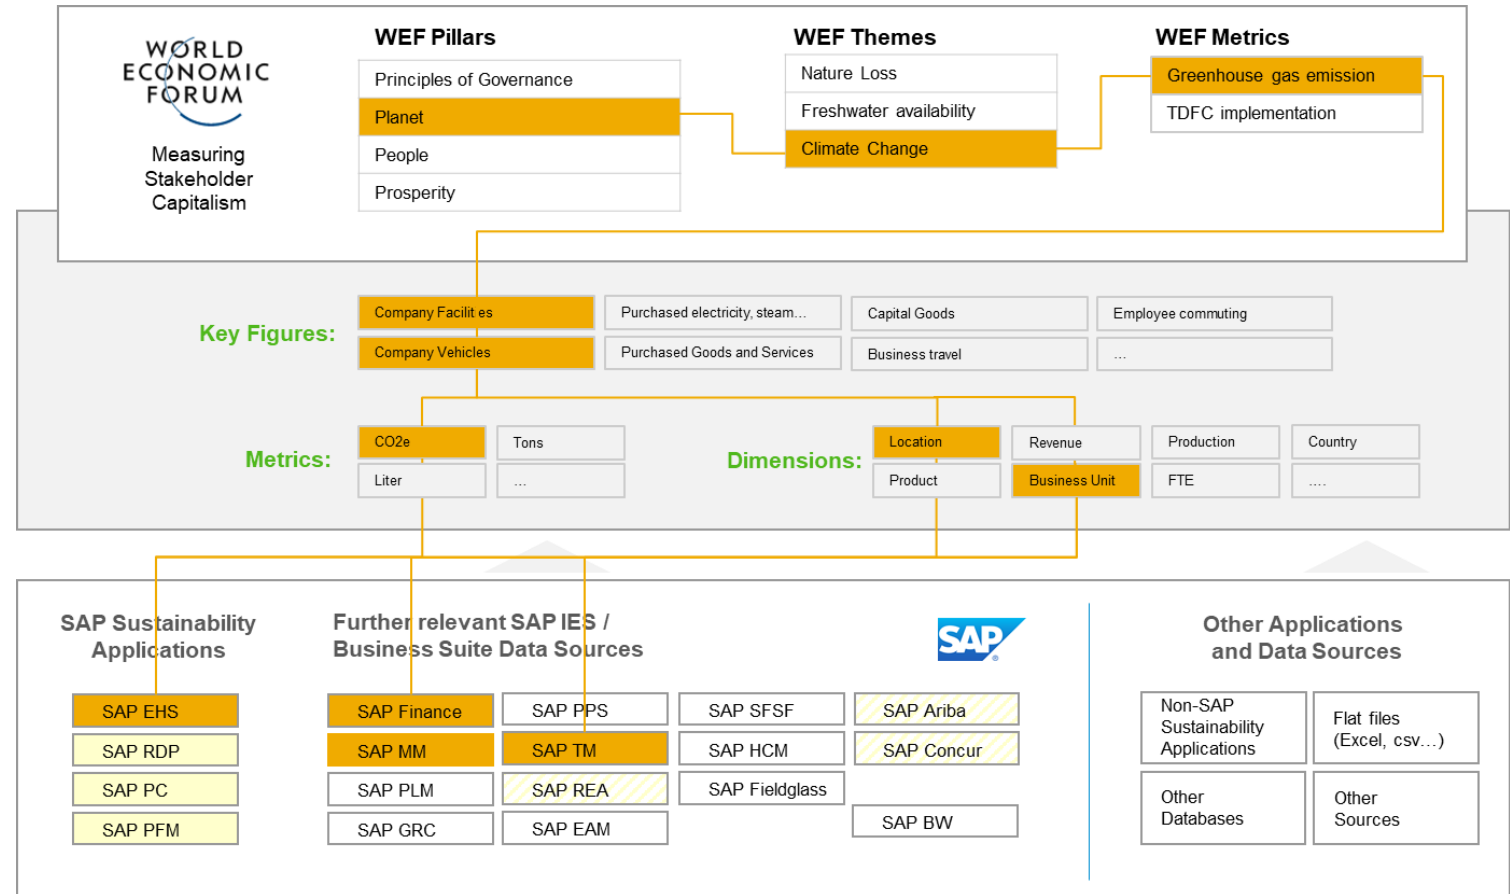 WORLD
ECONOMIC
FORUM
Measuring
Stakeholder
Capitalism
WEF Pillars
Principles of Governance
Planet
People
Prosperity
WEF Themes
Nature Loss
Freshwater availability
Climate Change
WEF Metrics
Greenhouse gas emission
TDFC implementation
Key Figures:
Company Facilities
Purchased electricity, steam...
Capital Goods
Employee commuting
Company Vehicles
Purchased Goods and Services
Business travel
...
Metrics:
CO2e
Tons
Liter
...
Dimensions:
Location
Revenue
Production
Country
Product
Business Unit
FTE
....
SAP Sustainability
Applications
SAP EHS
SAP RDP
SAP PC
SAP PFM
Further relevant SAP IES /
Business Suite Data Sources
SAP
®
SAP Finance
SAP PPS
SAP SFSF
SAP Ariba
SAP MM
SAP TM
SAP HCM
SAP Concur
SAP PLM
SAP REA
SAP Fieldglass
SAP GRC
SAP EAM
SAP BW
Other Applications
and Data Sources
Non-SAP
Sustainability
Applications
Flat files
(Excel, csv...)
Other
Databases
Other
Sources